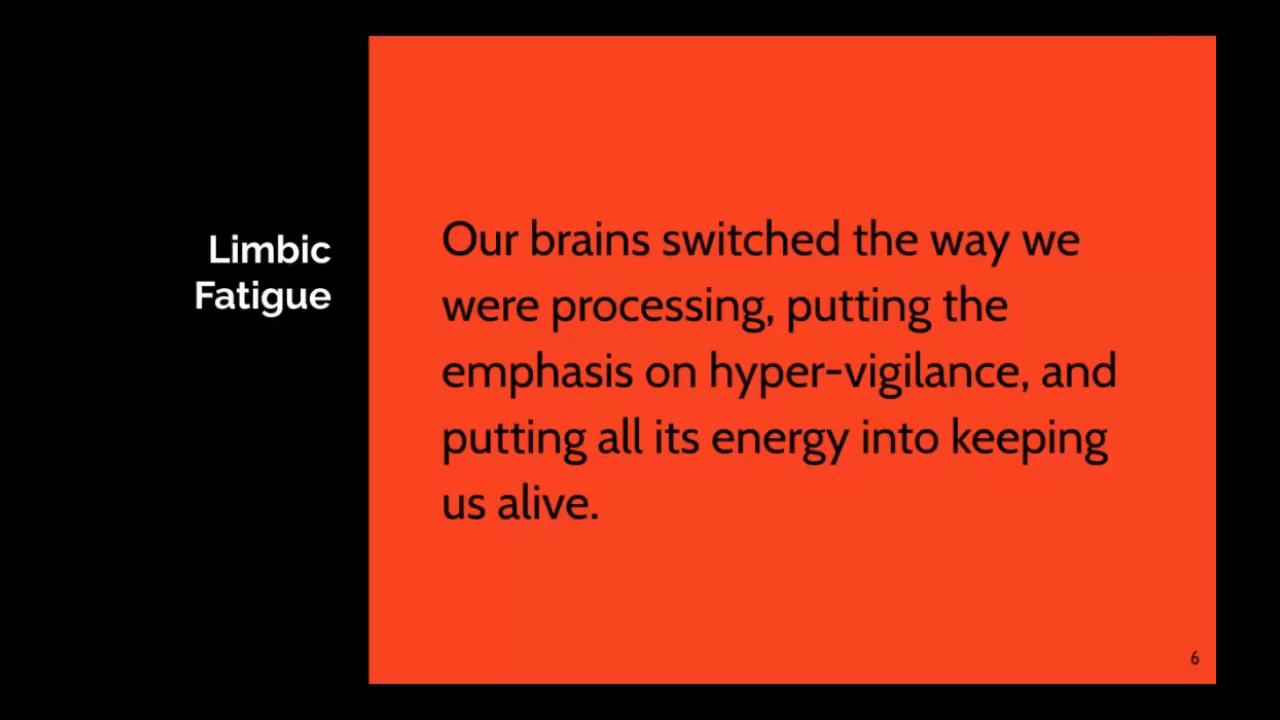 Limbic
Fatigue
Our brains switched the way we
were processing, putting the
emphasis on hyper-vigilance, and
putting all its energy into keeping
us alive.
6